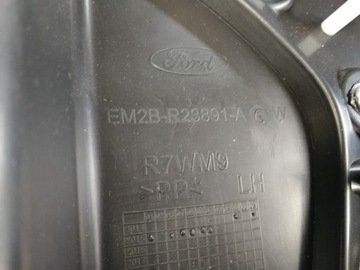 Ford
EM2B-R23891-A G W
R7WM9
>PP<
LH